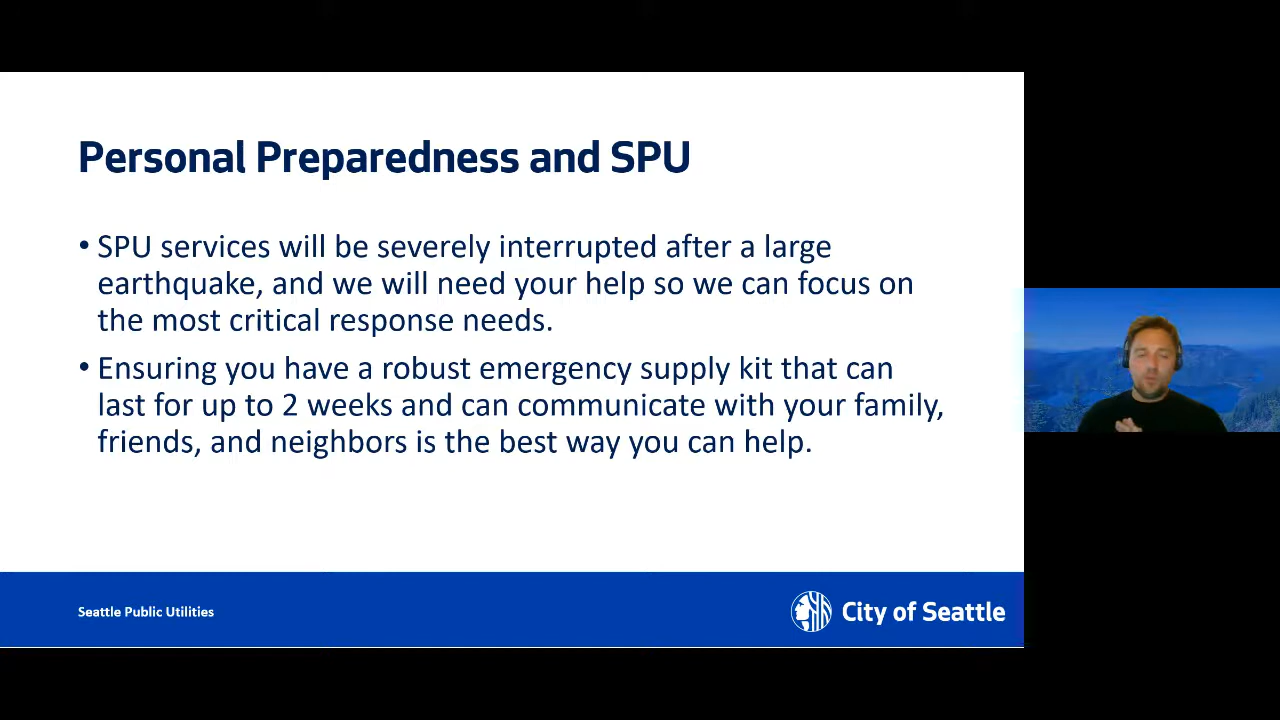 Personal Preparedness and SPU
• SPU services will be severely interrupted after a large
earthquake, and we will need your help so we can focus on
the most critical response needs.
• Ensuring you have a robust emergency supply kit that can
last for up to 2 weeks and can communicate with your family,
friends, and neighbors is the best way you can help.
Seattle Public Utilities
City of Seattle